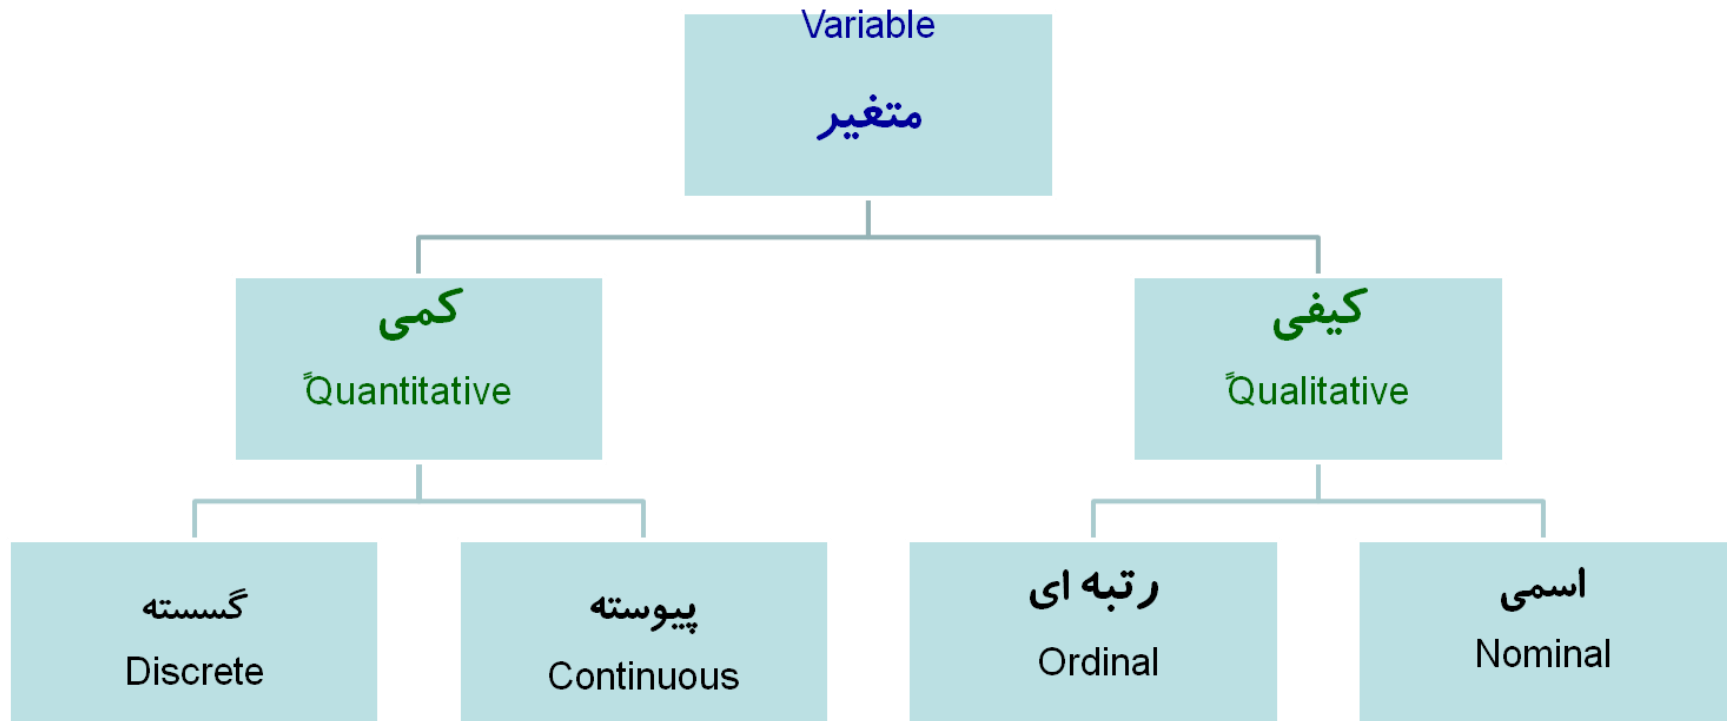 Variable
متغیر
کمی
ًQuantitative
کیفی
ًQualitative
گسسته
Discrete
پیوسته
Continuous
رتبه ای
Ordinal
اسمی
Nominal